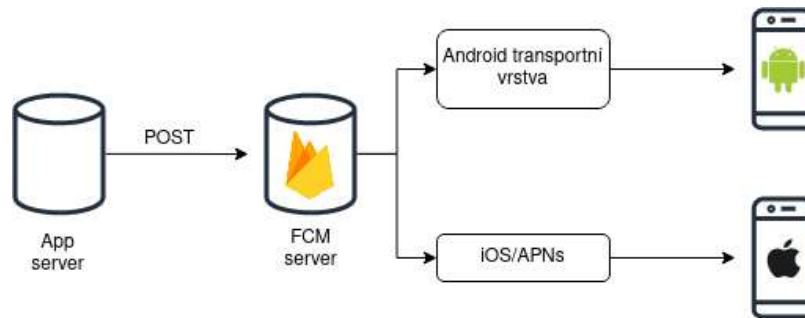 Android transportní
vrstva
POST
App
server
FCM
server
iOS/APNs